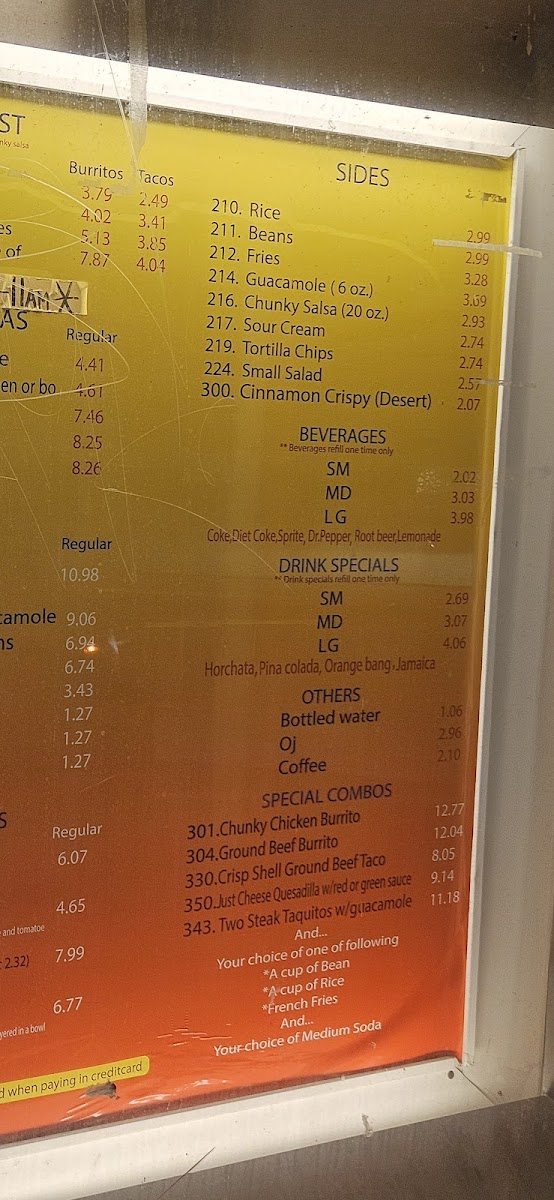 ST
nky salsa
Burritos Tacos
3.79 2.49
4.02 3.41
es 5.13 3.85
of 7.87 4.04
-11AM
AS
Regular
e 4.41
en or bo 4.61
7.46
8.25
8.26
Regular
10.98
camole 9.06
ns 6.94
6.74
3.43
1.27
1.27
1.27
S
Regular
6.07
4.65
and tomatoe
2.32) 7.99
6.77
yered in a bowl
d when paying in creditcard
SIDES
210. Rice
211. Beans 2.99
212. Fries 2.99
214. Guacamole ( 6 oz.) 3.28
216. Chunky Salsa (20 oz.) 3.69
217. Sour Cream 2.93
219. Tortilla Chips 2.74
224. Small Salad 2.74
300. Cinnamon Crispy (Desert) 2.57
2.07
BEVERAGES
** Beverages refill one time only
SM 2.02
MD 3.03
LG 3.98
Coke,Diet Coke,Sprite, Dr.Pepper, Root beer,Lemonade
DRINK SPECIALS
** Drink specials refill one time only
SM 2.69
MD 3.07
LG 4.06
Horchata, Pina colada, Orange bang, Jamaica
OTHERS
Bottled water 1.06
Oj 2.96
Coffee 2.10
SPECIAL COMBOS
301.Chunky Chicken Burrito 12.77
304.Ground Beef Burrito 12.04
330.Crisp Shell Ground Beef Taco 8.05
350.Just Cheese Quesadilla w/red or green sauce 9.14
343. Two Steak Taquitos w/guacamole 11.18
And...
Your choice of one of following
*A cup of Bean
*A cup of Rice
*French Fries
And...
Your choice of Medium Soda